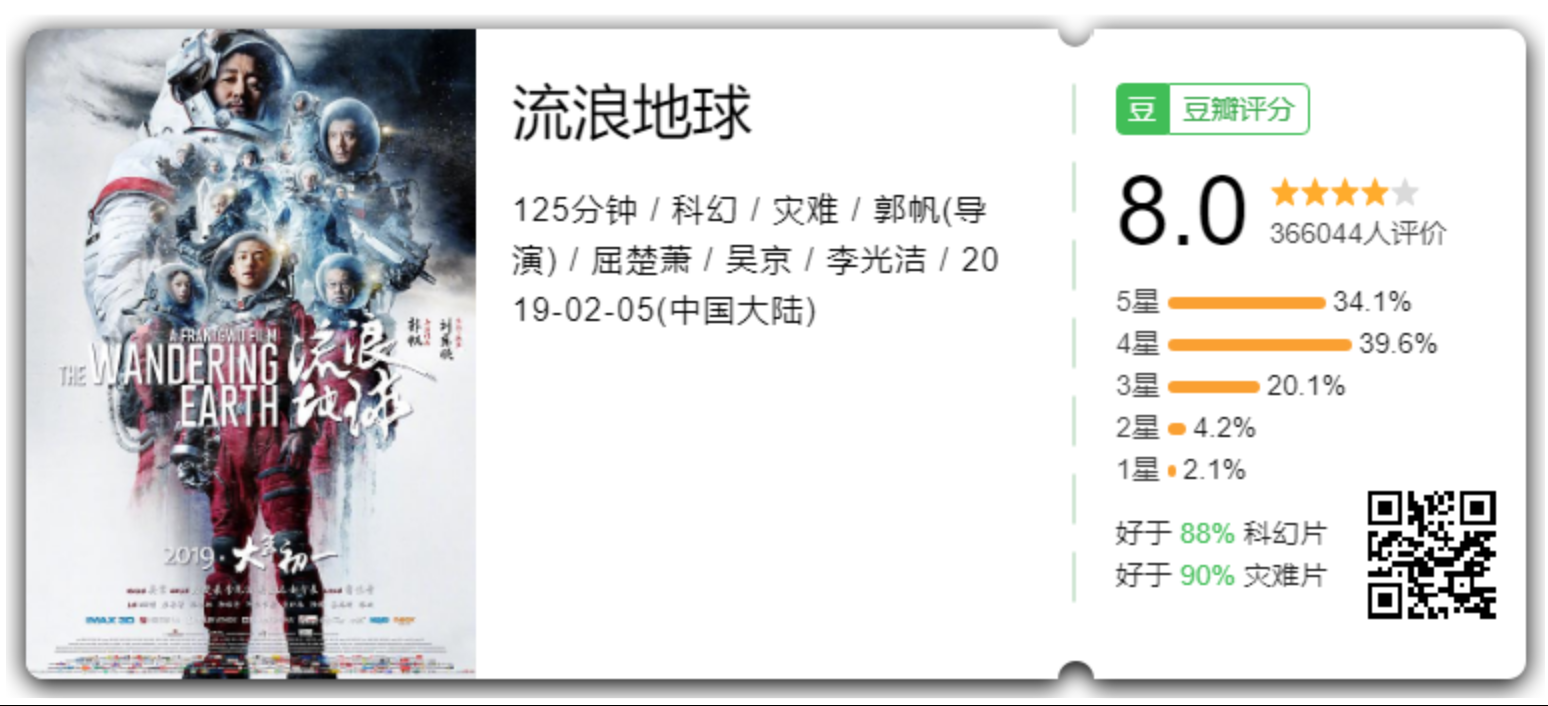 流浪地球
125分钟 / 科幻 / 灾难 / 郭帆(导
演) / 屈楚萧 / 吴京 / 李光洁 / 20
19-02-05(中国大陆)
A FRANT GWO FILM
THE WANDERING
EARTH
流浪
地球
2019·大年初一
IMAX 3D
豆 豆瓣评分
8.0
366044人评价
5星 34.1%
4星 39.6%
3星 20.1%
2星 4.2%
1星 2.1%
好于 88% 科幻片
好于 90% 灾难片